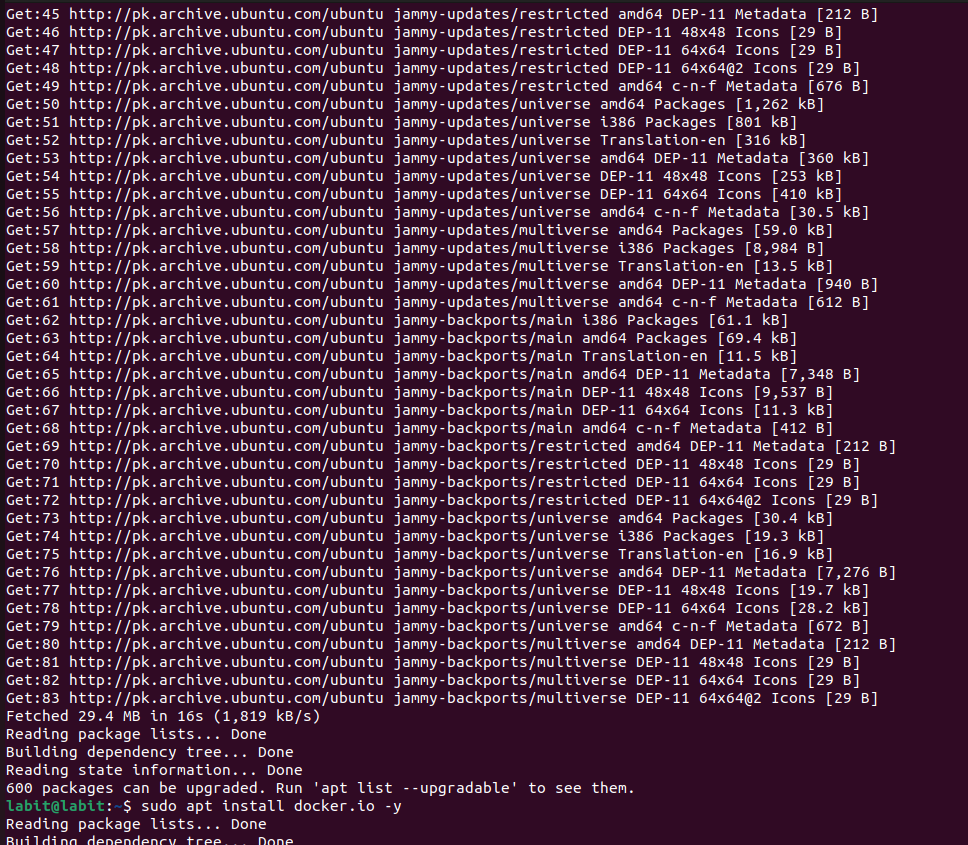 Get:45 http://pk.archive.ubuntu.com/ubuntu jammy-updates/restricted amd64 DEP-11 Metadata [212 B]
Get:46 http://pk.archive.ubuntu.com/ubuntu jammy-updates/restricted DEP-11 48x48 Icons [29 B]
Get:47 http://pk.archive.ubuntu.com/ubuntu jammy-updates/restricted DEP-11 64x64 Icons [29 B]
Get:48 http://pk.archive.ubuntu.com/ubuntu jammy-updates/restricted DEP-11 64x64@2 Icons [29 B]
Get:49 http://pk.archive.ubuntu.com/ubuntu jammy-updates/restricted amd64 c-n-f Metadata [676 B]
Get:50 http://pk.archive.ubuntu.com/ubuntu jammy-updates/universe amd64 Packages [1,262 kB]
Get:51 http://pk.archive.ubuntu.com/ubuntu jammy-updates/universe i386 Packages [801 kB]
Get:52 http://pk.archive.ubuntu.com/ubuntu jammy-updates/universe Translation-en [316 kB]
Get:53 http://pk.archive.ubuntu.com/ubuntu jammy-updates/universe amd64 DEP-11 Metadata [360 kB]
Get:54 http://pk.archive.ubuntu.com/ubuntu jammy-updates/universe DEP-11 48x48 Icons [253 kB]
Get:55 http://pk.archive.ubuntu.com/ubuntu jammy-updates/universe DEP-11 64x64 Icons [410 kB]
Get:56 http://pk.archive.ubuntu.com/ubuntu jammy-updates/universe amd64 c-n-f Metadata [30.5 kB]
Get:57 http://pk.archive.ubuntu.com/ubuntu jammy-updates/multiverse amd64 Packages [59.0 kB]
Get:58 http://pk.archive.ubuntu.com/ubuntu jammy-updates/multiverse i386 Packages [8,984 B]
Get:59 http://pk.archive.ubuntu.com/ubuntu jammy-updates/multiverse Translation-en [13.5 kB]
Get:60 http://pk.archive.ubuntu.com/ubuntu jammy-updates/multiverse amd64 DEP-11 Metadata [940 B]
Get:61 http://pk.archive.ubuntu.com/ubuntu jammy-updates/multiverse amd64 c-n-f Metadata [612 B]
Get:62 http://pk.archive.ubuntu.com/ubuntu jammy-backports/main i386 Packages [61.1 kB]
Get:63 http://pk.archive.ubuntu.com/ubuntu jammy-backports/main amd64 Packages [69.4 kB]
Get:64 http://pk.archive.ubuntu.com/ubuntu jammy-backports/main Translation-en [11.5 kB]
Get:65 http://pk.archive.ubuntu.com/ubuntu jammy-backports/main amd64 DEP-11 Metadata [7,348 B]
Get:66 http://pk.archive.ubuntu.com/ubuntu jammy-backports/main DEP-11 48x48 Icons [9,537 B]
Get:67 http://pk.archive.ubuntu.com/ubuntu jammy-backports/main DEP-11 64x64 Icons [11.3 kB]
Get:68 http://pk.archive.ubuntu.com/ubuntu jammy-backports/main amd64 c-n-f Metadata [412 B]
Get:69 http://pk.archive.ubuntu.com/ubuntu jammy-backports/restricted amd64 DEP-11 Metadata [212 B]
Get:70 http://pk.archive.ubuntu.com/ubuntu jammy-backports/restricted DEP-11 48x48 Icons [29 B]
Get:71 http://pk.archive.ubuntu.com/ubuntu jammy-backports/restricted DEP-11 64x64 Icons [29 B]
Get:72 http://pk.archive.ubuntu.com/ubuntu jammy-backports/restricted DEP-11 64x64@2 Icons [29 B]
Get:73 http://pk.archive.ubuntu.com/ubuntu jammy-backports/universe amd64 Packages [30.4 kB]
Get:74 http://pk.archive.ubuntu.com/ubuntu jammy-backports/universe i386 Packages [19.3 kB]
Get:75 http://pk.archive.ubuntu.com/ubuntu jammy-backports/universe Translation-en [16.9 kB]
Get:76 http://pk.archive.ubuntu.com/ubuntu jammy-backports/universe amd64 DEP-11 Metadata [7,276 B]
Get:77 http://pk.archive.ubuntu.com/ubuntu jammy-backports/universe DEP-11 48x48 Icons [19.7 kB]
Get:78 http://pk.archive.ubuntu.com/ubuntu jammy-backports/universe DEP-11 64x64 Icons [28.2 kB]
Get:79 http://pk.archive.ubuntu.com/ubuntu jammy-backports/universe amd64 c-n-f Metadata [672 B]
Get:80 http://pk.archive.ubuntu.com/ubuntu jammy-backports/multiverse amd64 DEP-11 Metadata [212 B]
Get:81 http://pk.archive.ubuntu.com/ubuntu jammy-backports/multiverse DEP-11 48x48 Icons [29 B]
Get:82 http://pk.archive.ubuntu.com/ubuntu jammy-backports/multiverse DEP-11 64x64 Icons [29 B]
Get:83 http://pk.archive.ubuntu.com/ubuntu jammy-backports/multiverse DEP-11 64x64@2 Icons [29 B]
Fetched 29.4 MB in 16s (1,819 kB/s)
Reading package lists... Done
Building dependency tree... Done
Reading state information... Done
600 packages can be upgraded. Run 'apt list --upgradable' to see them.
labit@labit:~$ sudo apt install docker.io -y
Reading package lists... Done
Building dependency tree... Done